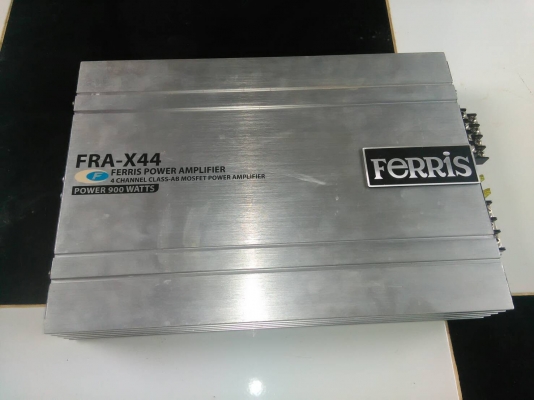 FRA-X44
F
FERRIS POWER AMPLIFIER
4 CHANNEL CLASS-AB MOSFET POWER AMPLIFIER
POWER 900 WATTS
FERRIS